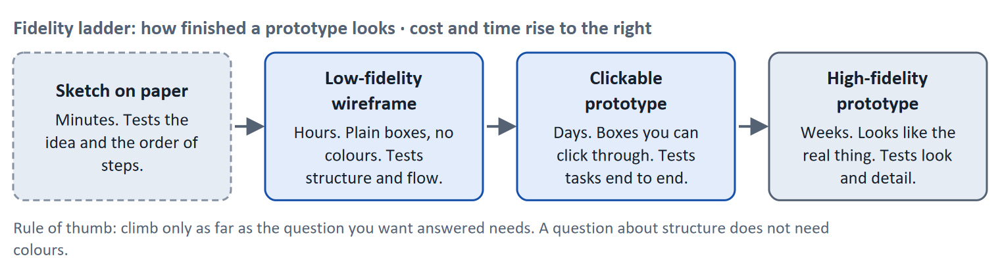 Fidelity ladder: how finished a prototype looks · cost and time rise to the right
Sketch on paper
Minutes. Tests the
idea and the order of
steps.
Low-fidelity
wireframe
Hours. Plain boxes, no
colours. Tests
structure and flow.
Clickable
prototype
Days. Boxes you can
click through. Tests
tasks end to end.
High-fidelity
prototype
Weeks. Looks like the
real thing. Tests look
and detail.
Rule of thumb: climb only as far as the question you want answered needs. A question about structure does not need
colours.